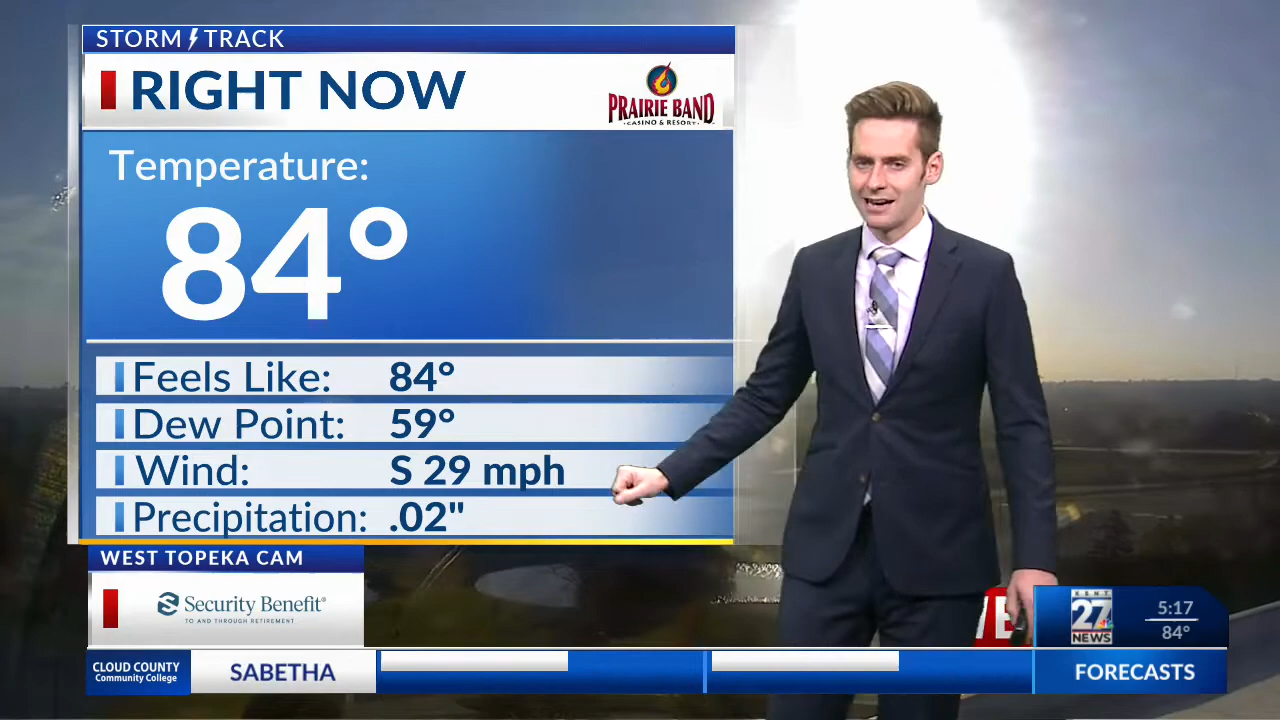 STORM TRACK
RIGHT NOW
PRAIRIE BAND
CASINO & RESORT
Temperature:
84°
Feels Like: 84°
Dew Point: 59°
Wind: S 29 mph
Precipitation: .02"
WEST TOPEKA CAM
Security Benefit®
TO AND THROUGH RETIREMENT
VE
KSNT
27
NEWS
5:17
84°
CLOUD COUNTY
Community College
SABETHA
FORECASTS